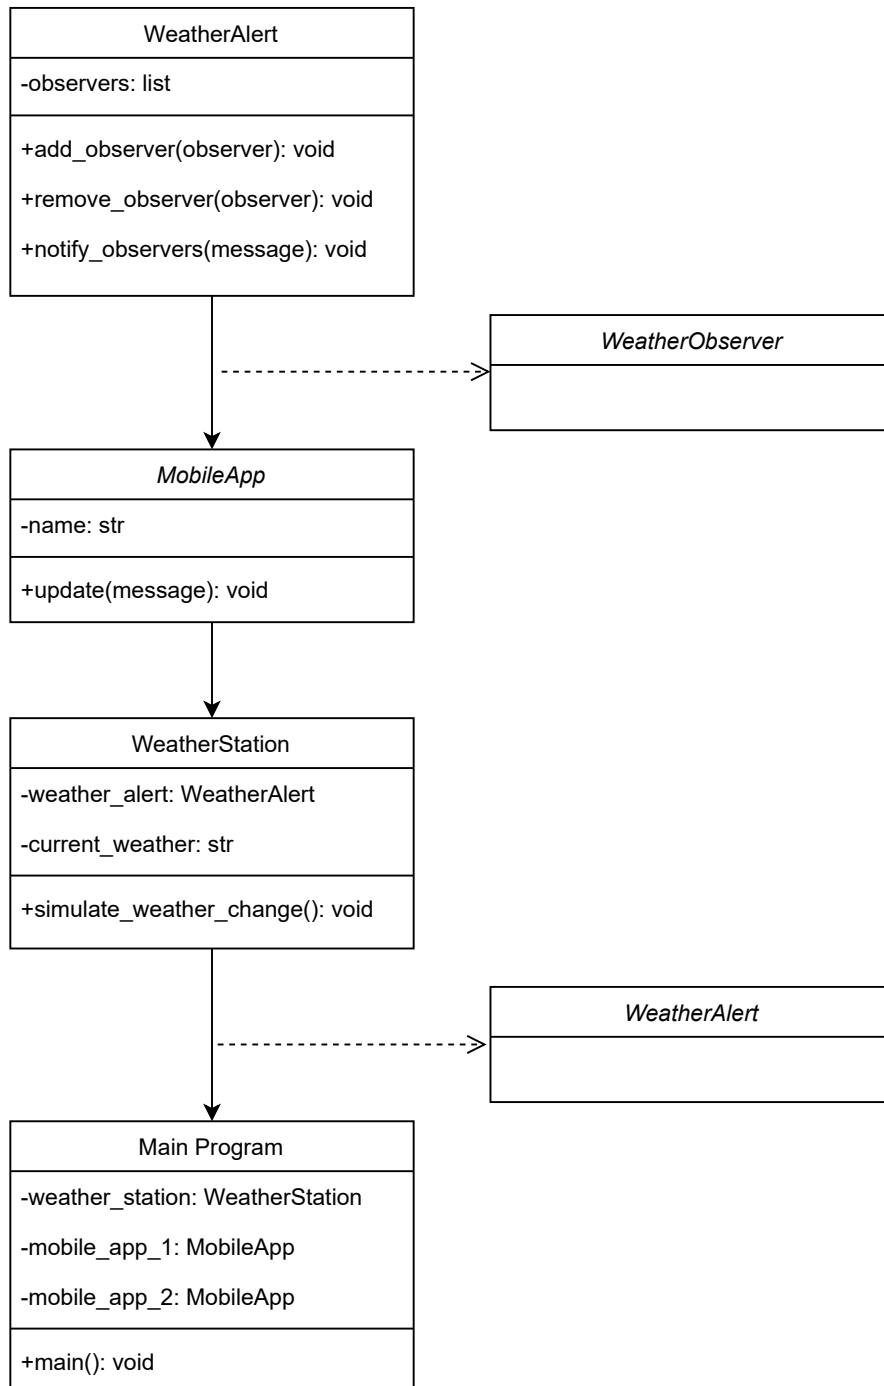 WeatherAlert
-observers: list
+add_observer(observer): void
+remove_observer(observer): void
+notify_observers(message): void
WeatherObserver
MobileApp
-name: str
+update(message): void
WeatherStation
-weather_alert: WeatherAlert
-current_weather: str
+simulate_weather_change(): void
WeatherAlert
Main Program
-weather_station: WeatherStation
-mobile_app_1: MobileApp
-mobile_app_2: MobileApp
+main(): void